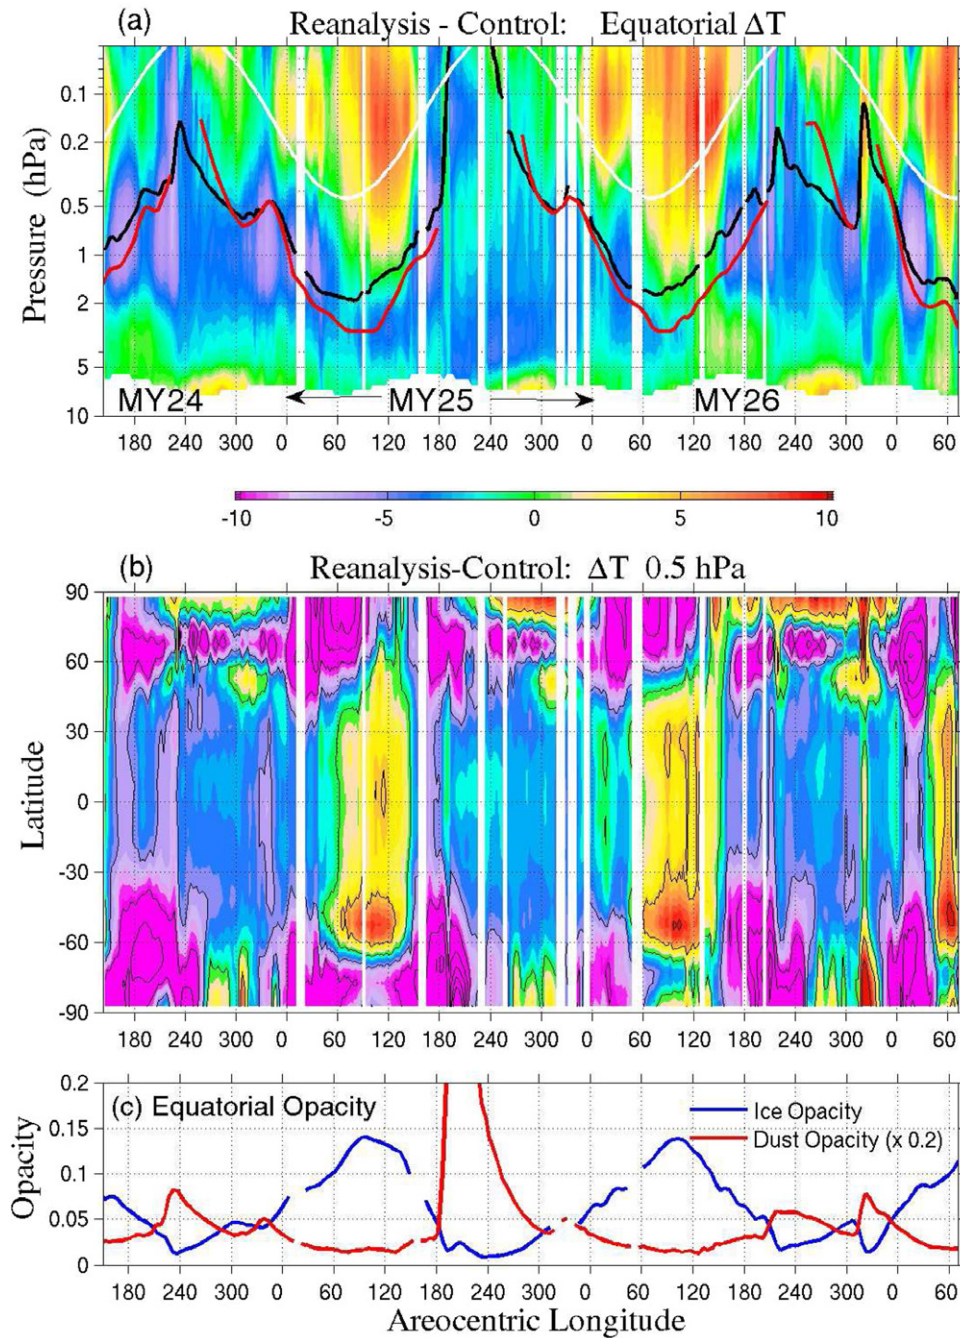 (a) Reanalysis - Control: Equatorial ΔT
0.1
0.2
0.5
1
2
5
10
Pressure (hPa)
MY24 MY25 MY26
180 240 300 0 60 120 180 240 300 0 60 120 180 240 300 0 60
-10 -5 0 5 10
(b) Reanalysis-Control: ΔT 0.5 hPa
90
60
30
0
-30
-60
-90
Latitude
180 240 300 0 60 120 180 240 300 0 60 120 180 240 300 0 60
0.2
0.15
0.1
0.05
0
Opacity
(c) Equatorial Opacity
Ice Opacity
Dust Opacity (x 0.2)
180 240 300 0 60 120 180 240 300 0 60 120 180 240 300 0 60
Areocentric Longitude